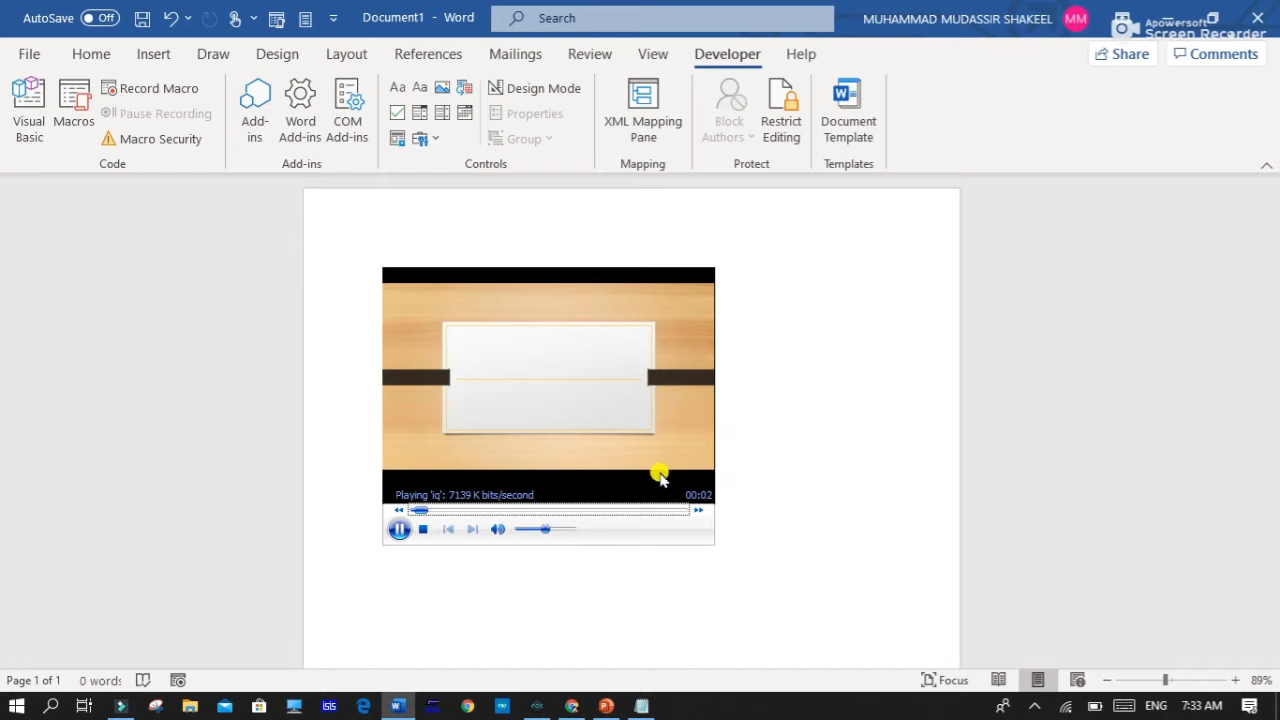 AutoSave Off Document1 - Word Search MUHAMMAD MUDASSIR SHAKEEL MM
Apowersoft
Screen Recorder
File Home Insert Draw Design Layout References Mailings Review View Developer Help Share Comments
Visual Basic
Macros
Record Macro
Pause Recording
Macro Security
Code
Add-ins
Word Add-ins
COM Add-ins
Add-ins
Aa Aa
Design Mode
Properties
Group
Controls
XML Mapping Pane
Mapping
Block Authors
Restrict Editing
Protect
Document Template
Templates
Playing 'iq': 7139 K bits/second 00:02
Page 1 of 1 0 words Focus 89%
ENG 7:33 AM